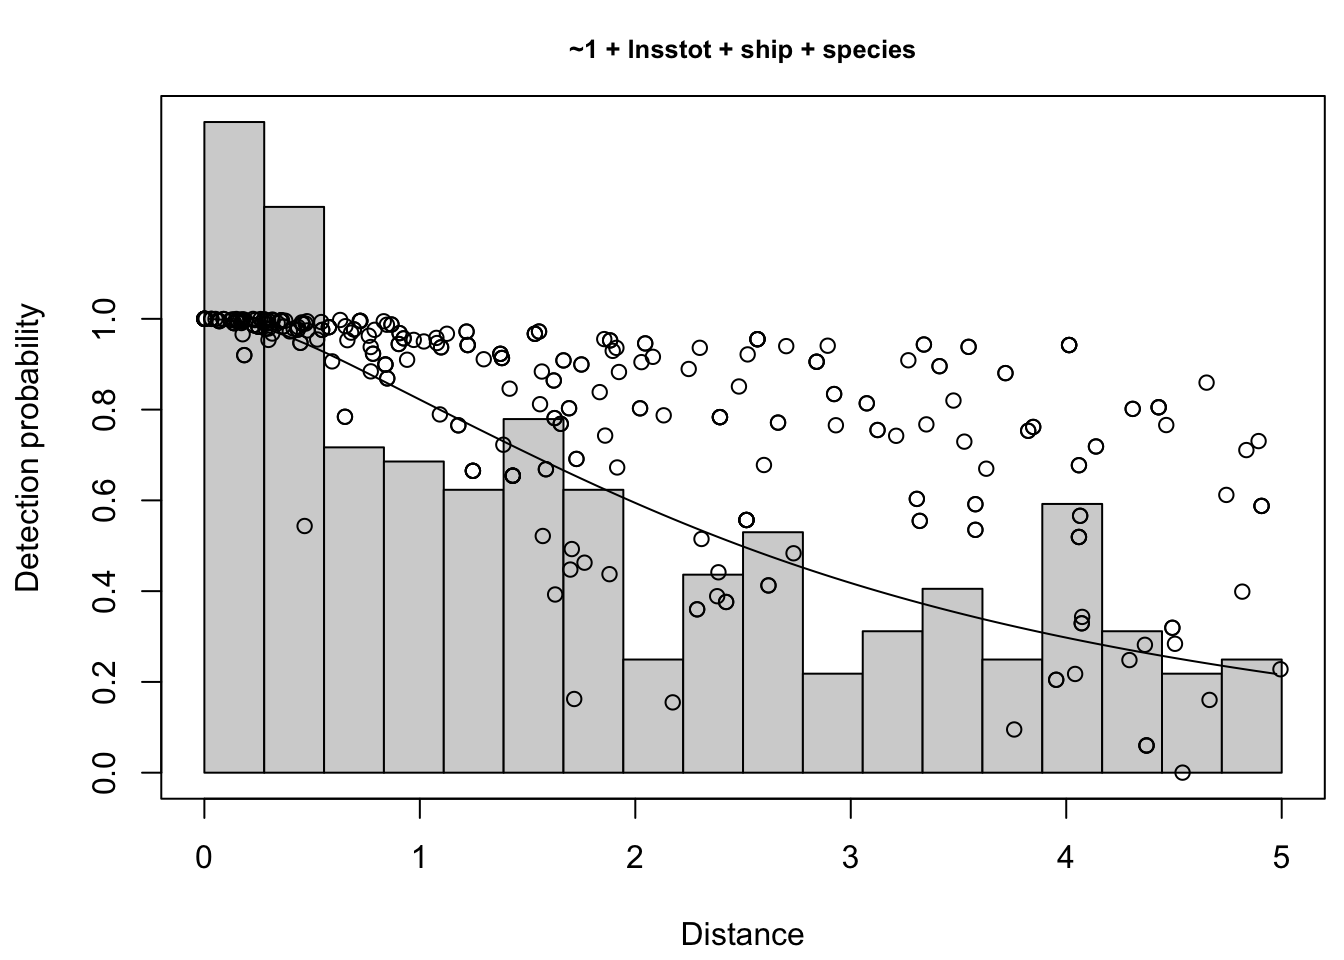 ~1 + lnsstot + ship + species
Detection probability
1.0
0.8
0.6
0.4
0.2
0.0
0 1 2 3 4 5
Distance